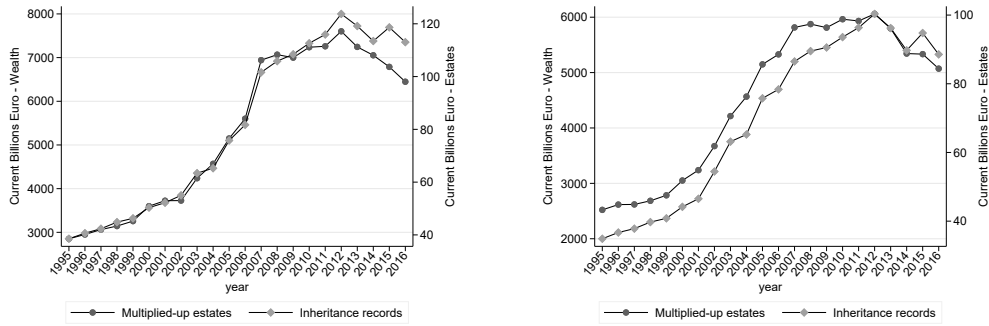 8000
7000
6000
5000
4000
3000
Current Billions Euro - Wealth
120
100
80
60
40
Current Billions Euro - Estates
1995 1996 1997 1998 1999 2000 2001 2002 2003 2004 2005 2006 2007 2008 2009 2010 2011 2012 2013 2014 2015 2016
year
Multiplied-up estates Inheritance records
6000
5000
4000
3000
2000
Current Billions Euro - Wealth
100
80
60
40
Current Billions Euro - Estates
1995 1996 1997 1998 1999 2000 2001 2002 2003 2004 2005 2006 2007 2008 2009 2010 2011 2012 2013 2014 2015 2016
year
Multiplied-up estates Inheritance records